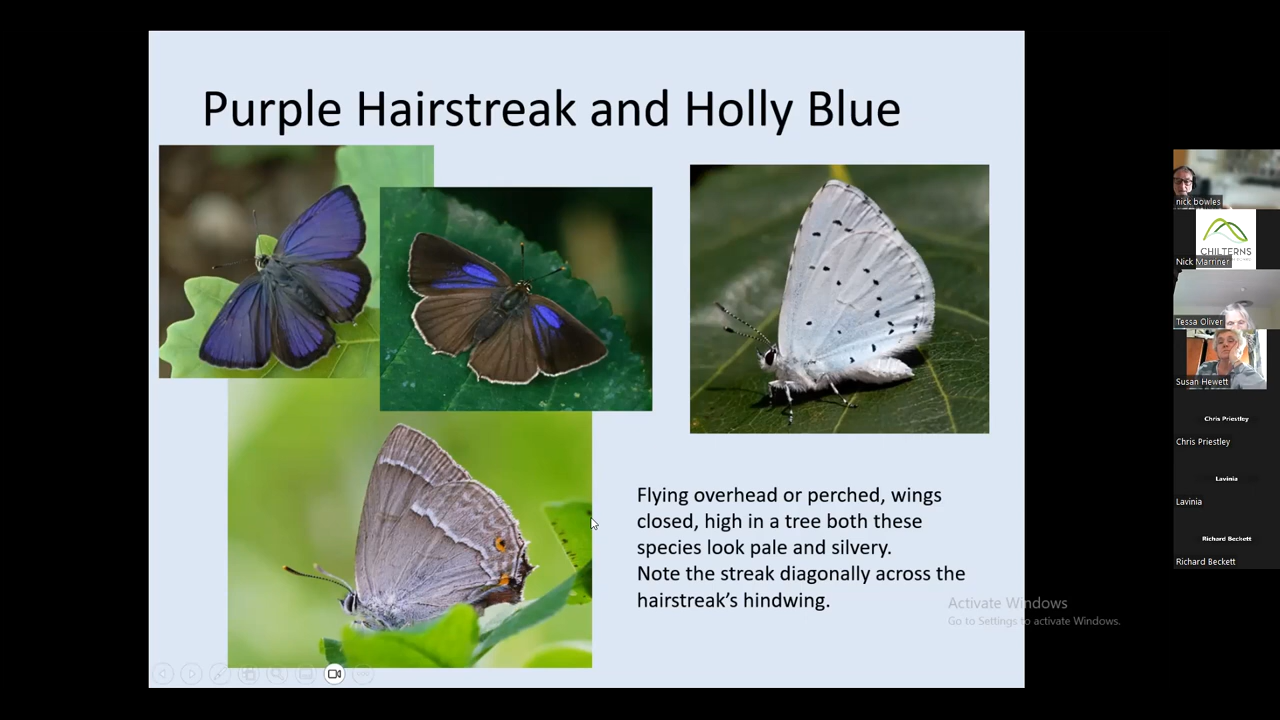 Purple Hairstreak and Holly Blue
Flying overhead or perched, wings
closed, high in a tree both these
species look pale and silvery.
Note the streak diagonally across the
hairstreak’s hindwing.
Activate Windows
Go to Settings to activate Windows.
nick bowles
CHILTERNS
Nick Marriner
Tessa Oliver
Susan Hewett
Chris Priestley
Chris Priestley
Lavinia
Lavinia
Richard Beckett
Richard Beckett